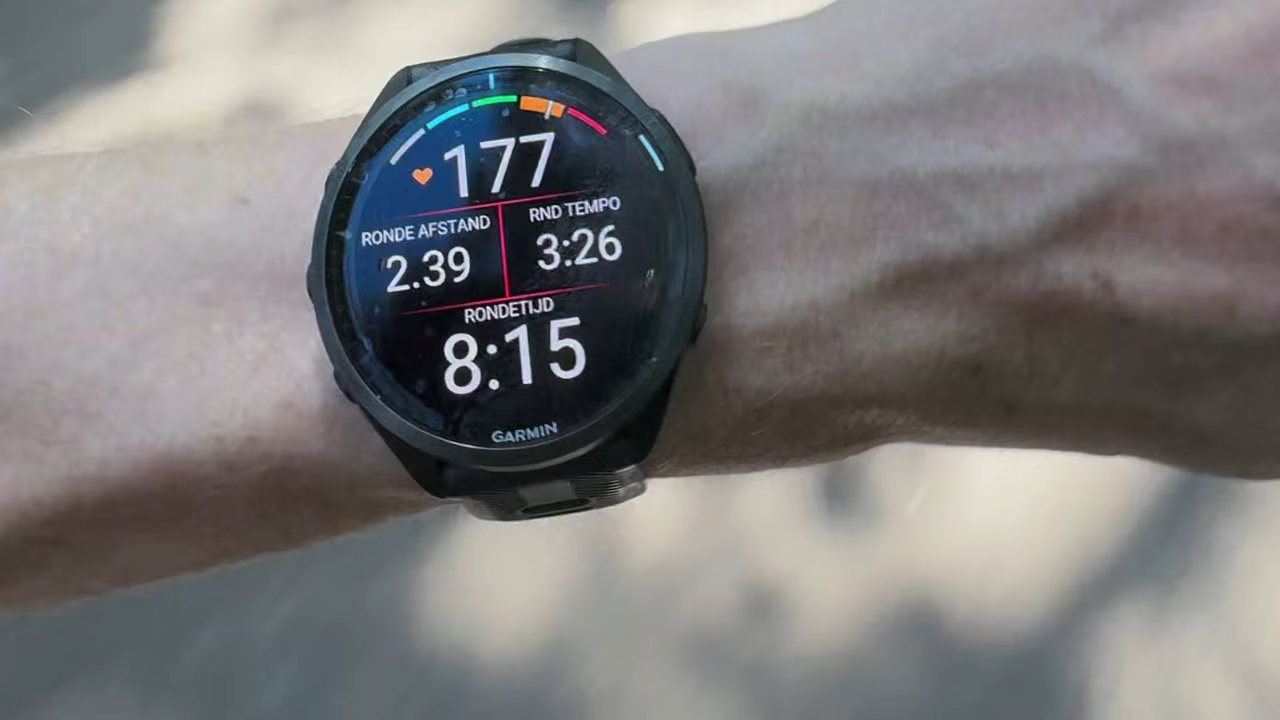 177
RONDE AFSTAND
2.39
RND TEMPO
3:26
RONDETIJD
8:15
GARMIN